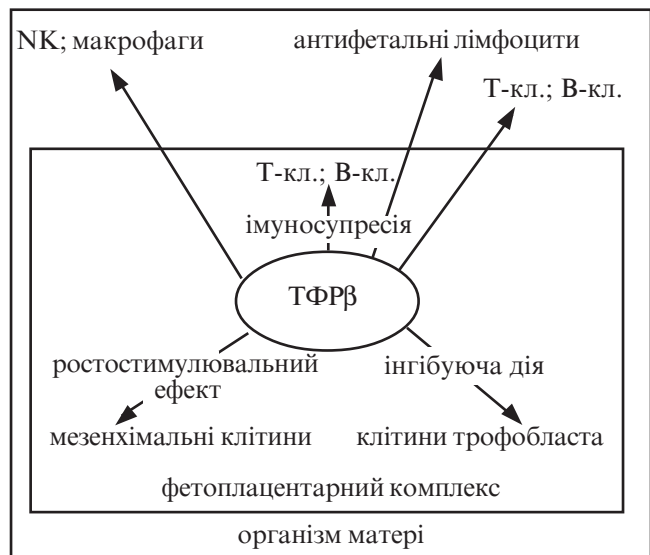 NK; макрофаги
антифетальні лімфоцити
Т-кл.; В-кл.
Т-кл.; В-кл.
імуносупресія
ТФРβ
ростостимулювальний
ефект
інгібуюча дія
мезенхімальні клітини
клітини трофобласта
фетоплацентарний комплекс
організм матері